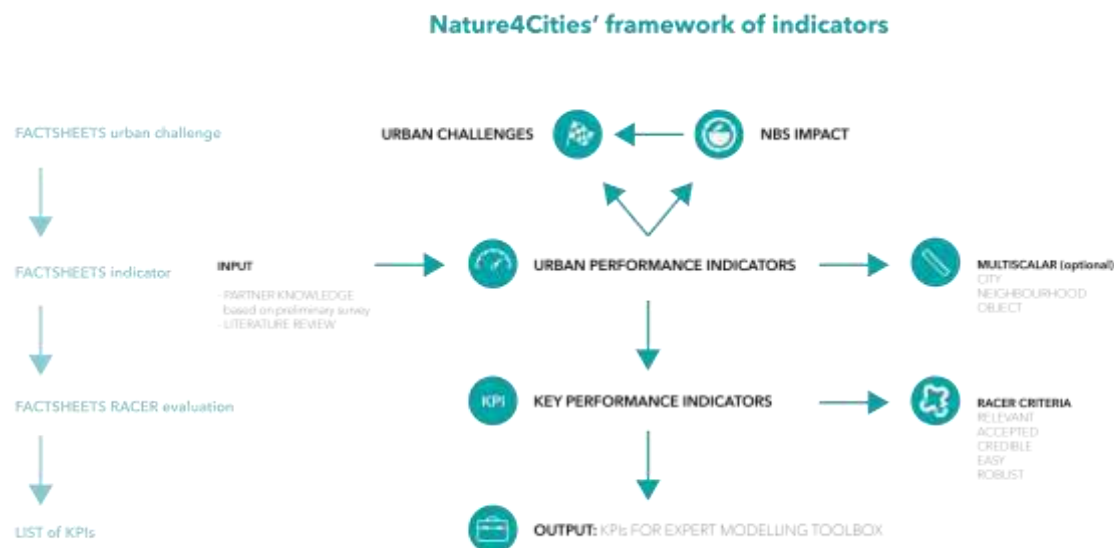 Nature4Cities' framework of indicators
FACTSHEETS urban challenge
URBAN CHALLENGES
NBS IMPACT
FACTSHEETS indicator
INPUT
- PARTNER KNOWLEDGE
based on preliminary survey
- LITERATURE REVIEW
URBAN PERFORMANCE INDICATORS
MULTISCALAR (optional)
CITY
NEIGHBOURHOOD
OBJECT
FACTSHEETS RACER evaluation
KPI
KEY PERFORMANCE INDICATORS
RACER CRITERIA
RELEVANT
ACCEPTED
CREDIBLE
EASY
ROBUST
LIST of KPIs
OUTPUT: KPIs FOR EXPERT MODELLING TOOLBOX